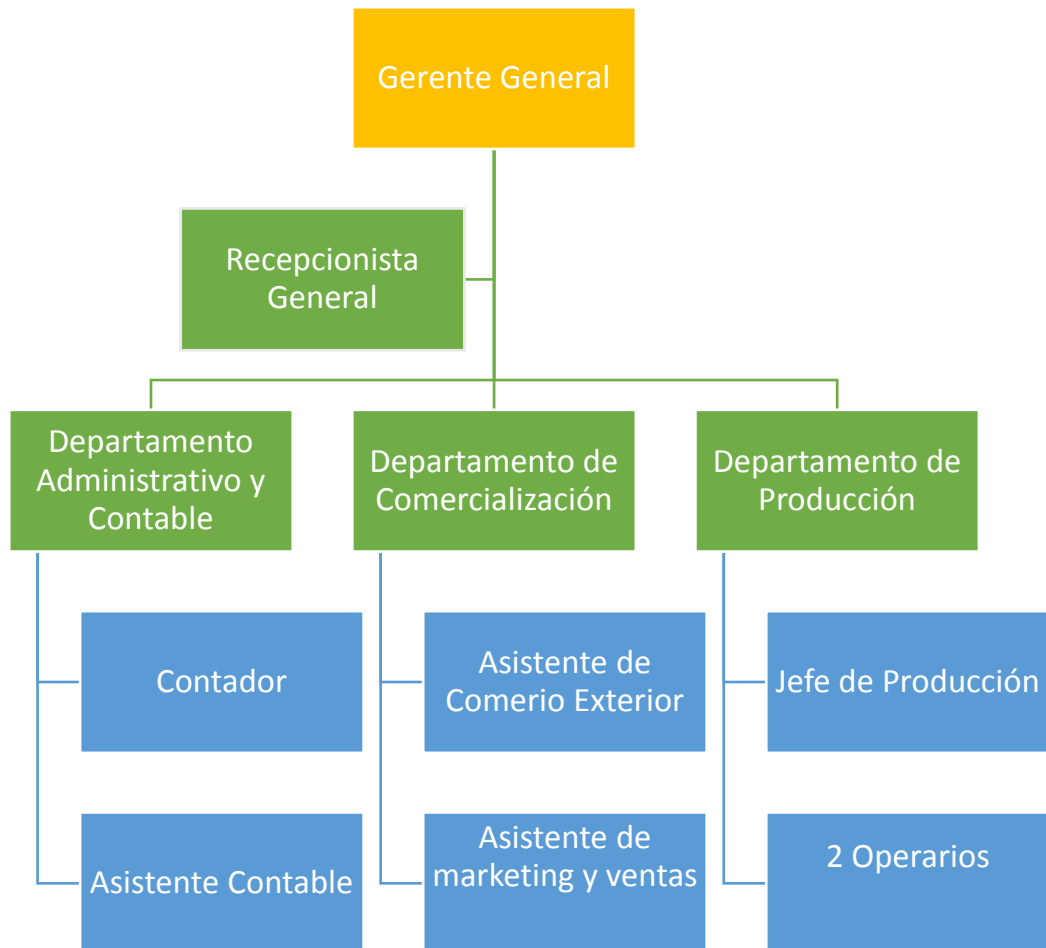 Gerente General
Recepcionista
General
Departamento
Administrativo y
Contable
Departamento de
Comercialización
Departamento de
Producción
Contador
Asistente de
Comerio Exterior
Jefe de Producción
Asistente Contable
Asistente de
marketing y ventas
2 Operarios